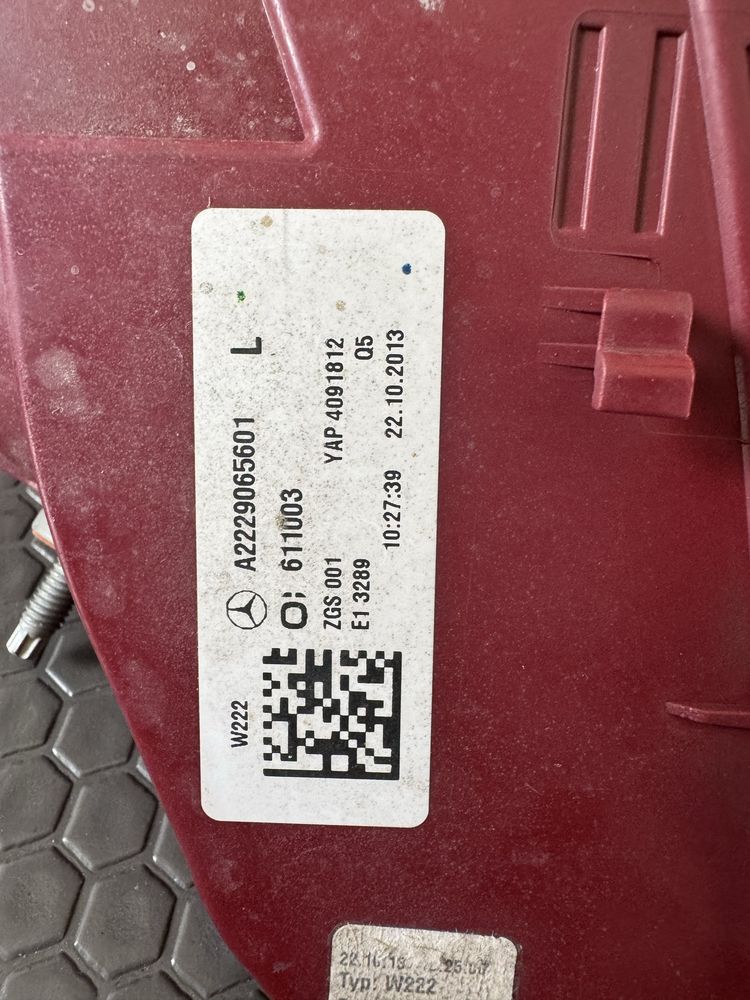 W222
A2229065601 L
611003
ZGS 001 YAP 4091812
E1 3289 Q5
10:27:39 22.10.2013
Typ: W222